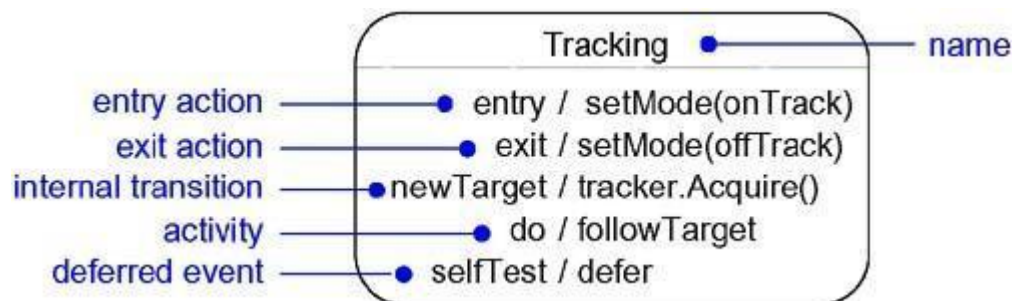 Tracking name
entry action entry / setMode(onTrack)
exit action exit / setMode(offTrack)
internal transition newTarget / tracker.Acquire()
activity do / followTarget
deferred event selfTest / defer